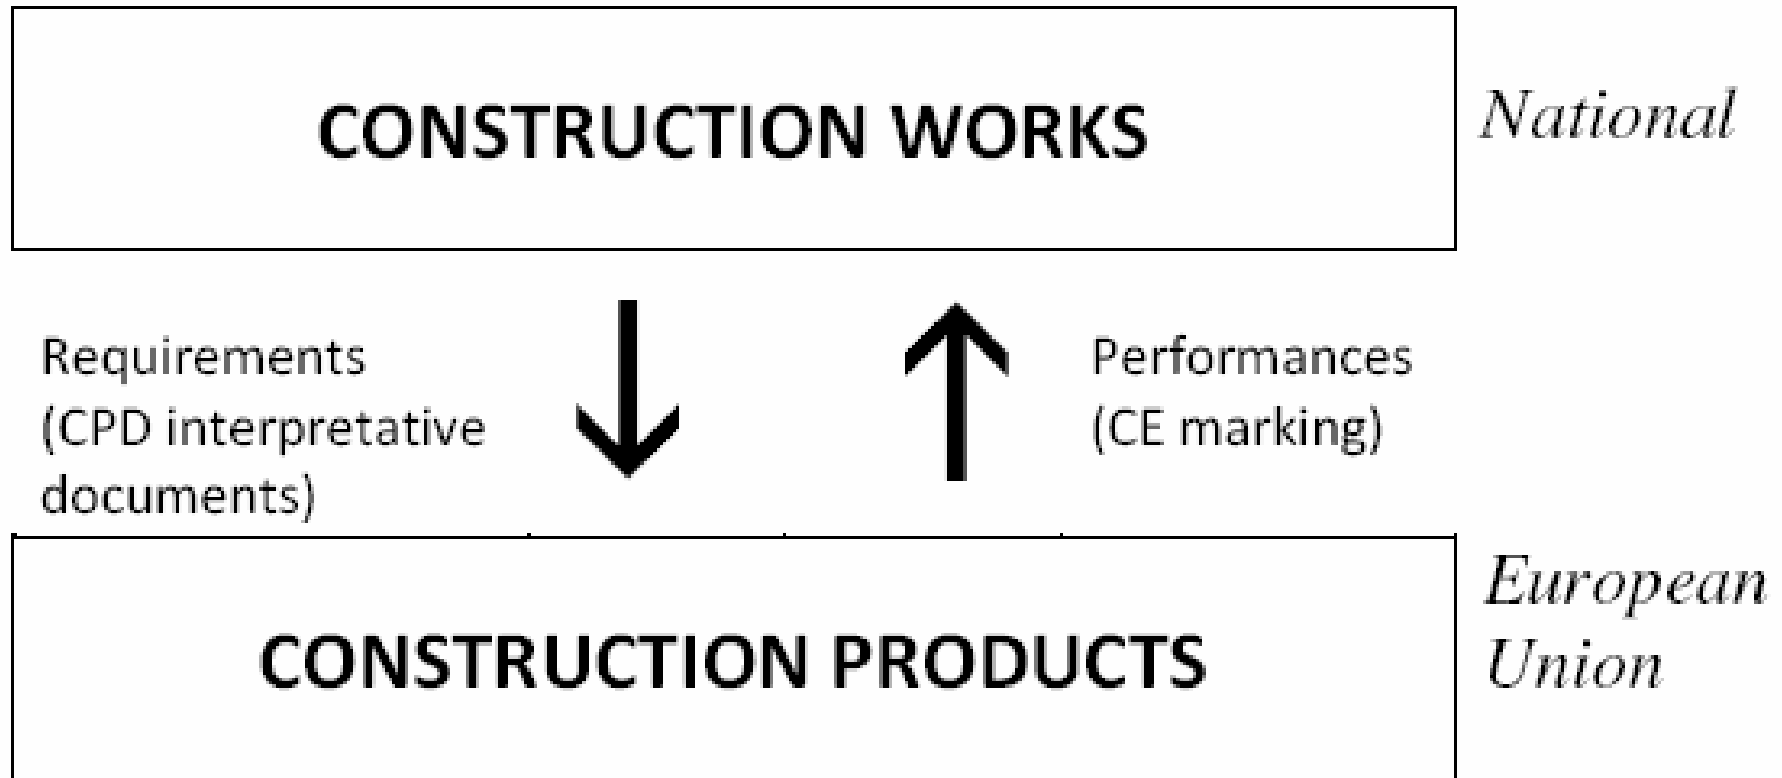 CONSTRUCTION WORKS
National
Requirements
(CPD interpretative
documents)
Performances
(CE marking)
CONSTRUCTION PRODUCTS
European
Union